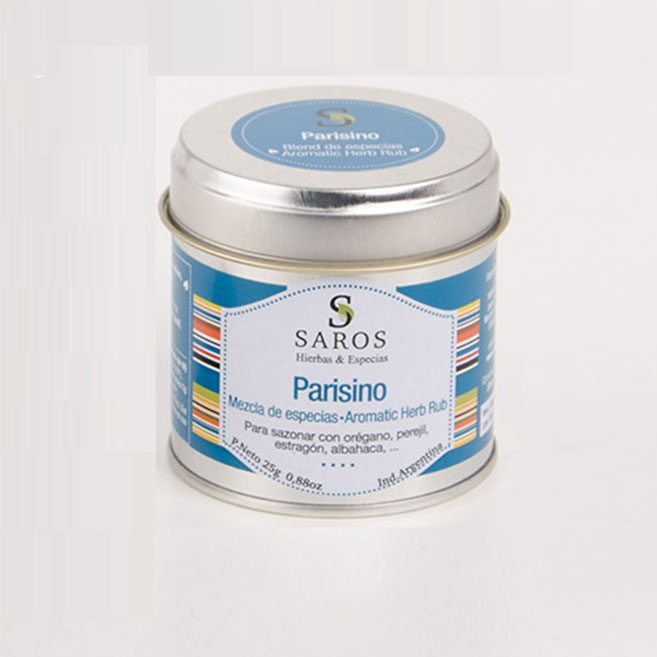 S
Parisino
Blend de especias
Aromatic Herb Rub
S
SAROS
Hierbas & Especias
Parisino
Mezcla de especias • Aromatic Herb Rub
Para sazonar con orégano, perejil,
estragón, albahaca, ...
P. Neto 25g 0,88oz
Ind. Argentina